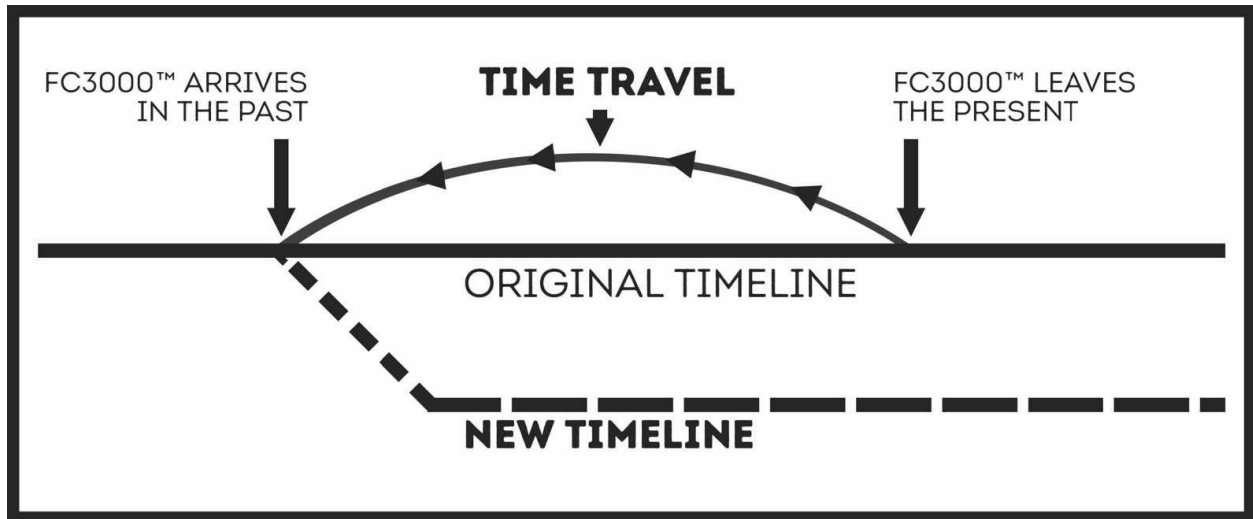 FC3000™ ARRIVES
IN THE PAST
TIME TRAVEL
FC3000™ LEAVES
THE PRESENT
ORIGINAL TIMELINE
NEW TIMELINE